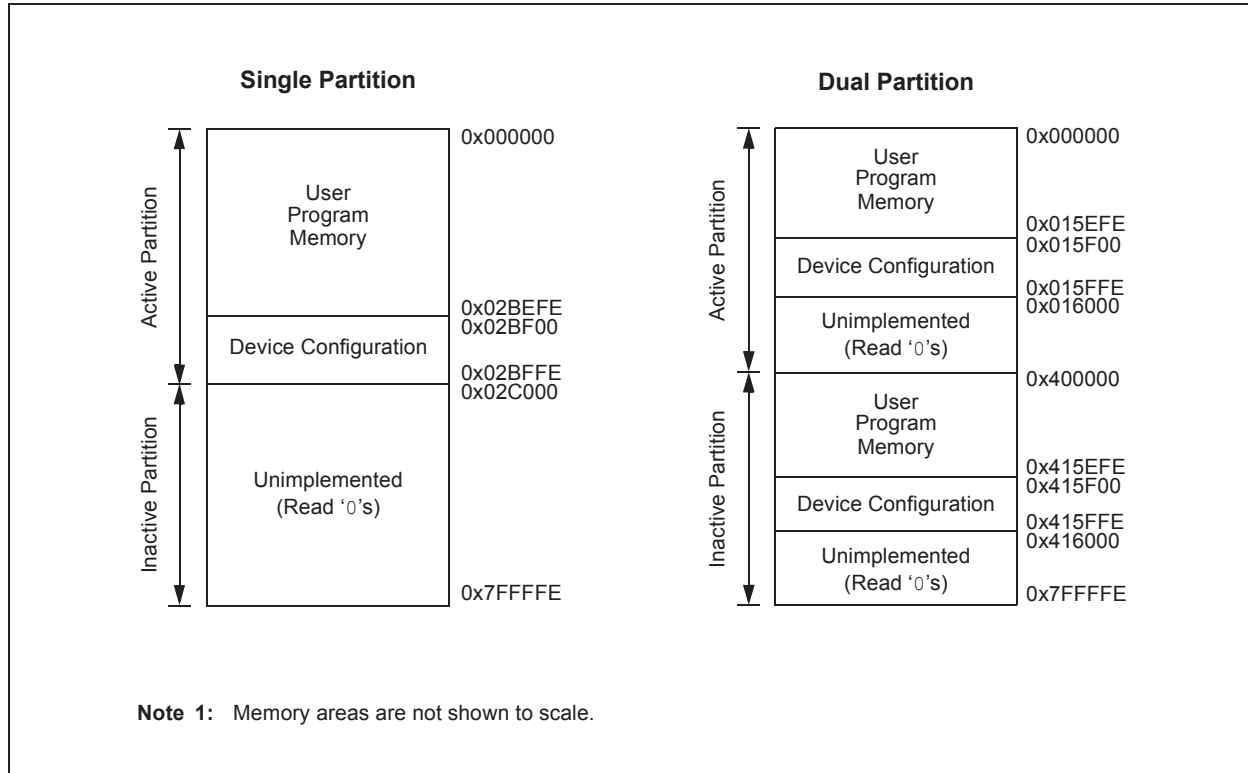 Single Partition
Active Partition
Inactive Partition
User
Program
Memory
Device Configuration
Unimplemented
(Read ‘0’s)
0x000000
0x02BEFE
0x02BF00
0x02BFFE
0x02C000
0x7FFFFE
Dual Partition
Active Partition
Inactive Partition
User
Program
Memory
Device Configuration
Unimplemented
(Read ‘0’s)
User
Program
Memory
Device Configuration
Unimplemented
(Read ‘0’s)
0x000000
0x015EFE
0x015F00
0x015FFE
0x016000
0x400000
0x415EFE
0x415F00
0x415FFE
0x416000
0x7FFFFE
Note 1: Memory areas are not shown to scale.